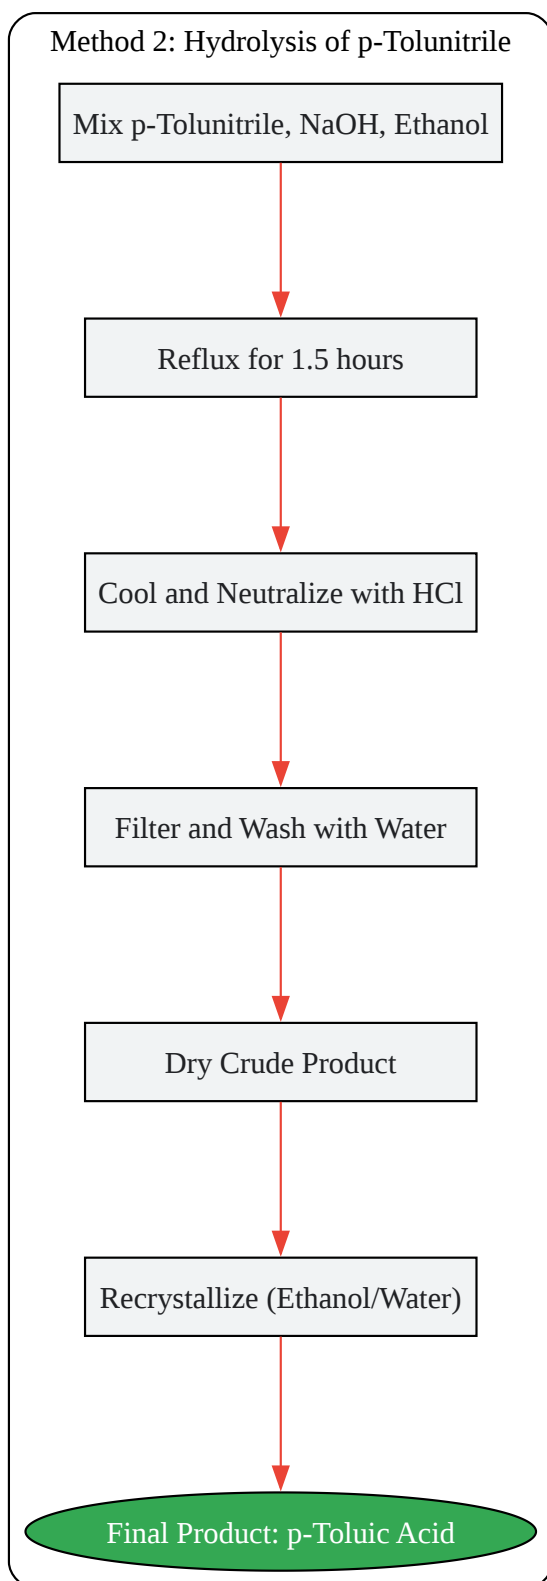 Method 2: Hydrolysis of p-Tolunitrile
Mix p-Tolunitrile, NaOH, Ethanol
Reflux for 1.5 hours
Cool and Neutralize with HCl
Filter and Wash with Water
Dry Crude Product
Recrystallize (Ethanol/Water)
Final Product: p-Toluic Acid